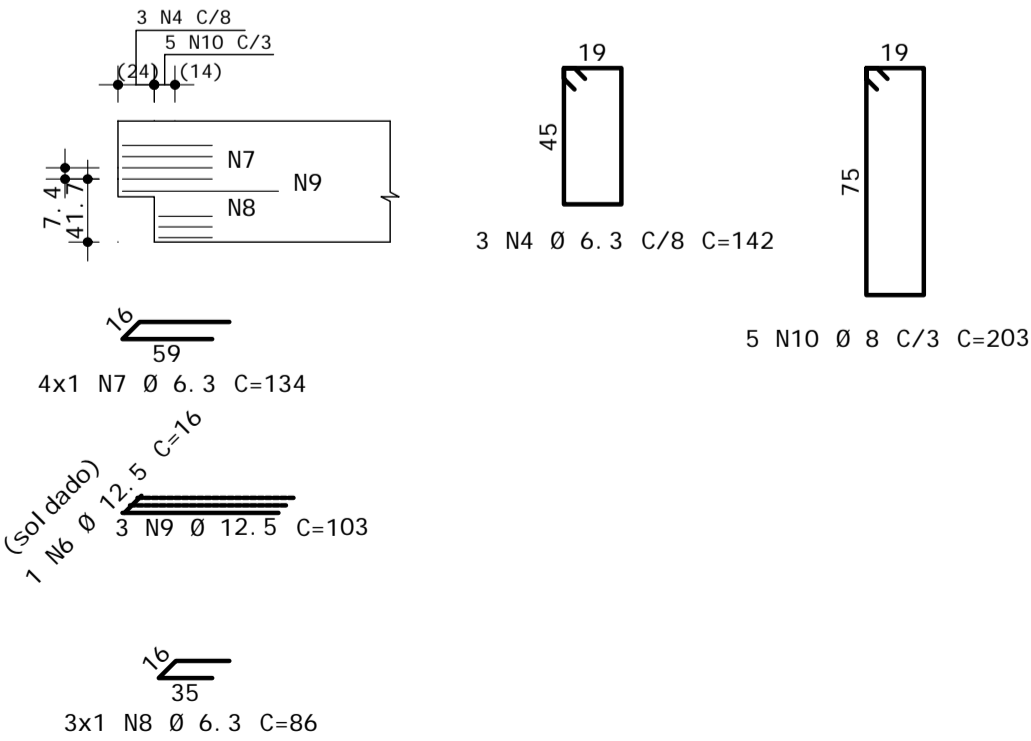 3 N4 C/8
5 N10 C/3
(24) (14)
19
19
45
75
N7
N9
N8
7.4
41.7
3 N4 Ø 6.3 C/8 C=142
5 N10 Ø 8 C/3 C=203
16
59
4x1 N7 Ø 6.3 C=134
(soldado)
1 N6 Ø 12.5 C=16
3 N9 Ø 12.5 C=103
16
35
3x1 N8 Ø 6.3 C=86